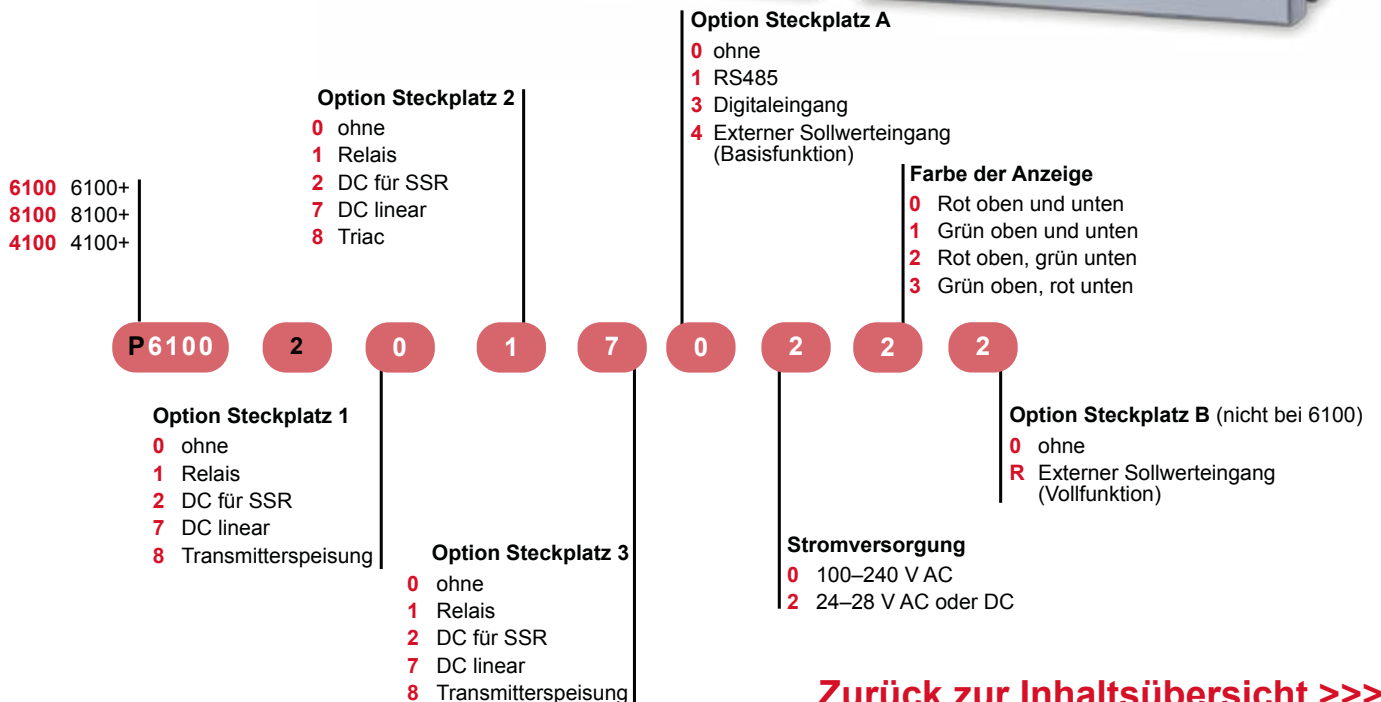 Option Steckplatz A
0 ohne
1 RS485
3 Digitaleingang
4 Externer Sollwerteingang
(Basisfunktion)
Option Steckplatz 2
0 ohne
1 Relais
2 DC für SSR
7 DC linear
8 Triac
6100 6100+
8100 8100+
4100 4100+
Farbe der Anzeige
0 Rot oben und unten
1 Grün oben und unten
2 Rot oben, grün unten
3 Grün oben, rot unten
P6100 2 0 1 7 0 2 2 2
Option Steckplatz 1
0 ohne
1 Relais
2 DC für SSR
7 DC linear
8 Transmitterspeisung
Option Steckplatz 3
0 ohne
1 Relais
2 DC für SSR
7 DC linear
8 Transmitterspeisung
Option Steckplatz B (nicht bei 6100)
0 ohne
R Externer Sollwerteingang
(Vollfunktion)
Stromversorgung
0 100–240 V AC
2 24–28 V AC oder DC
Zurück zur Inhaltsübersicht >>>